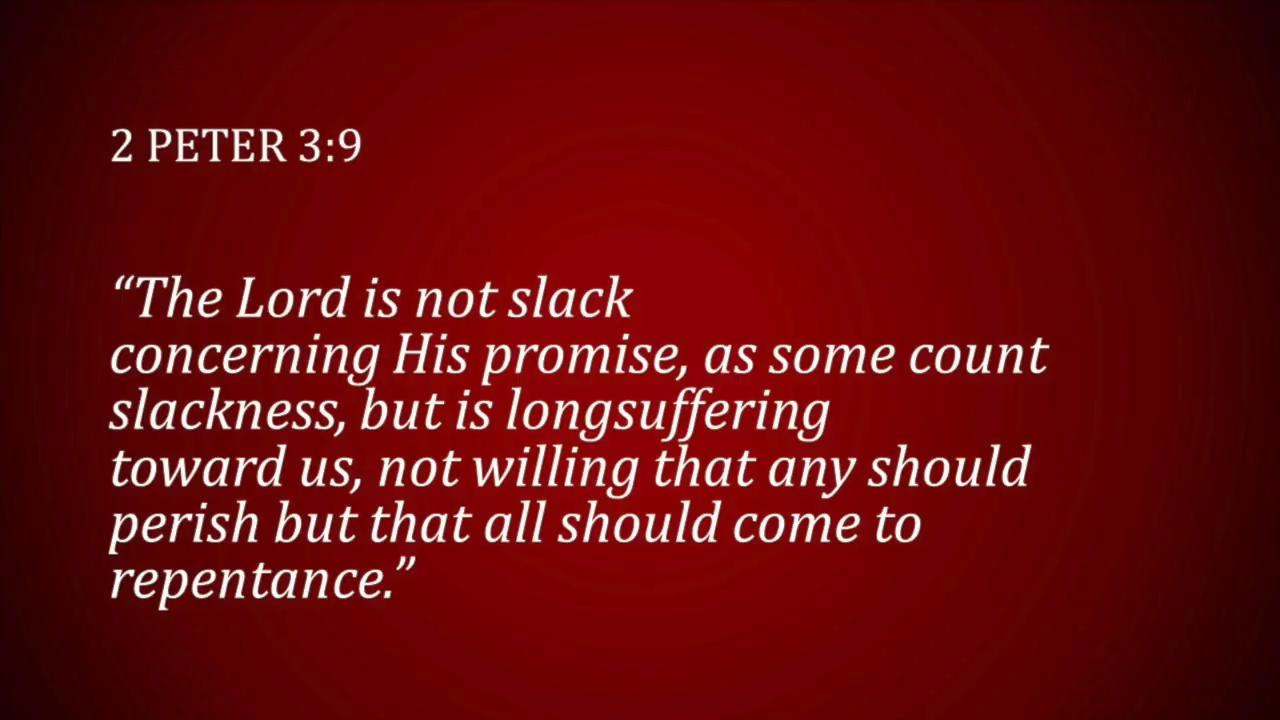 2 PETER 3:9
“The Lord is not slack
concerning His promise, as some count
slackness, but is longsuffering
toward us, not willing that any should
perish but that all should come to
repentance.”